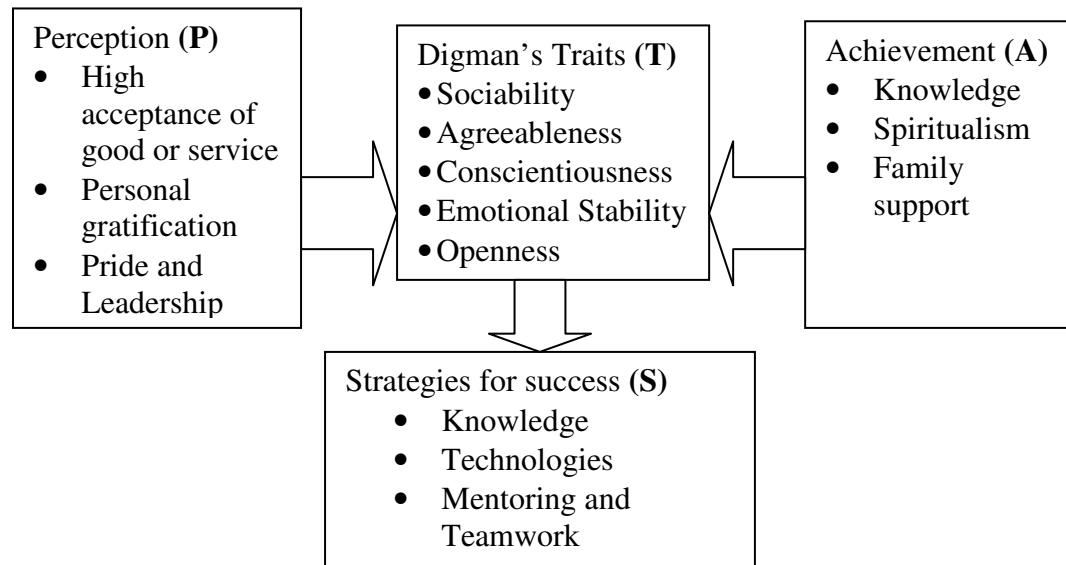 Perception (P)
• High
acceptance of
good or service
• Personal
gratification
• Pride and
Leadership
Digman’s Traits (T)
• Sociability
• Agreeableness
• Conscientiousness
• Emotional Stability
• Openness
Achievement (A)
• Knowledge
• Spiritualism
• Family
support
Strategies for success (S)
• Knowledge
• Technologies
• Mentoring and
Teamwork